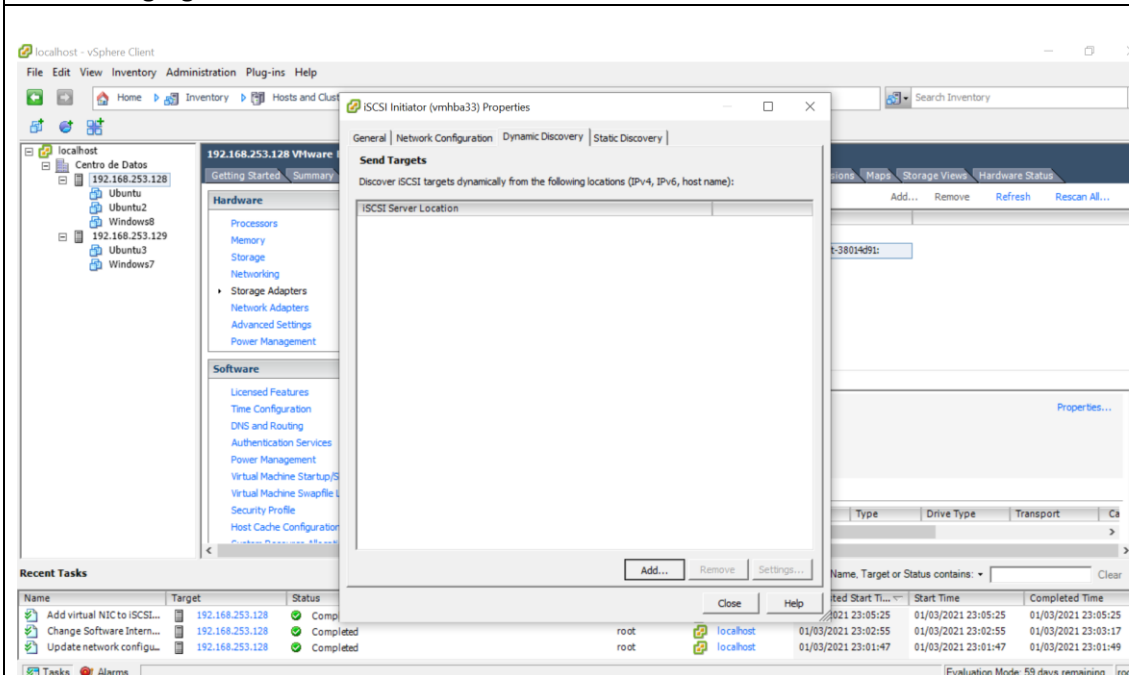 localhost - vSphere Client
File Edit View Inventory Administration Plug-ins Help
Home Inventory Hosts and Clust
Search Inventory
localhost
Centro de Datos
192.168.253.128
Ubuntu
Ubuntu2
Windows8
192.168.253.129
Ubuntu3
Windows7
192.168.253.128 VMware
Getting Started Summary
Hardware
Processors
Memory
Storage
Networking
Storage Adapters
Network Adapters
Advanced Settings
Power Management
Software
Licensed Features
Time Configuration
DNS and Routing
Authentication Services
Power Management
Virtual Machine Startup/S
Virtual Machine Swapfile L
Security Profile
Host Cache Configuration
iSCSI Initiator (vmhba33) Properties
General Network Configuration Dynamic Discovery Static Discovery
Send Targets
Discover iSCSI targets dynamically from the following locations (IPv4, IPv6, host name):
iSCSI Server Location
Add... Remove Settings...
Close Help
sions Maps Storage Views Hardware Status
Add... Remove Refresh Rescan All...
t-38014d91:
Properties...
Type Drive Type Transport Ca
Recent Tasks
Name, Target or Status contains: Clear
Name Target Status ted Start Ti... Start Time Completed Time
Add virtual NIC to iSCSI... 192.168.253.128 Comp 2021 23:05:25 01/03/2021 23:05:25 01/03/2021 23:05:25
Change Software Intern... 192.168.253.128 Completed root localhost 01/03/2021 23:02:55 01/03/2021 23:02:55 01/03/2021 23:03:17
Update network configu... 192.168.253.128 Completed root localhost 01/03/2021 23:01:47 01/03/2021 23:01:47 01/03/2021 23:01:49
Tasks Alarms Evaluation Mode: 59 days remaining